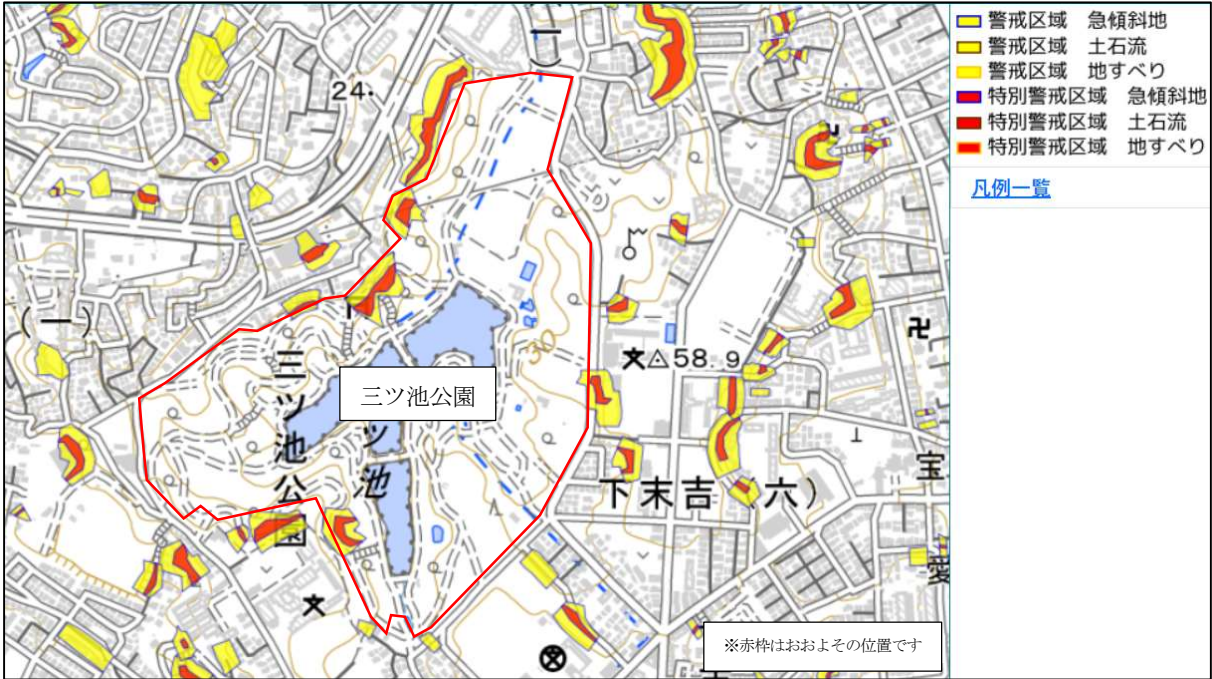 警戒区域　急傾斜地
警戒区域　土石流
警戒区域　地すべり
特別警戒区域　急傾斜地
特別警戒区域　土石流
特別警戒区域　地すべり
凡例一覧
24.
(一)
(一)
30
58.9
三ツ池公園
三ツ池公園
ツ池
下末吉(六)
宝
愛
※赤枠はおおよその位置です